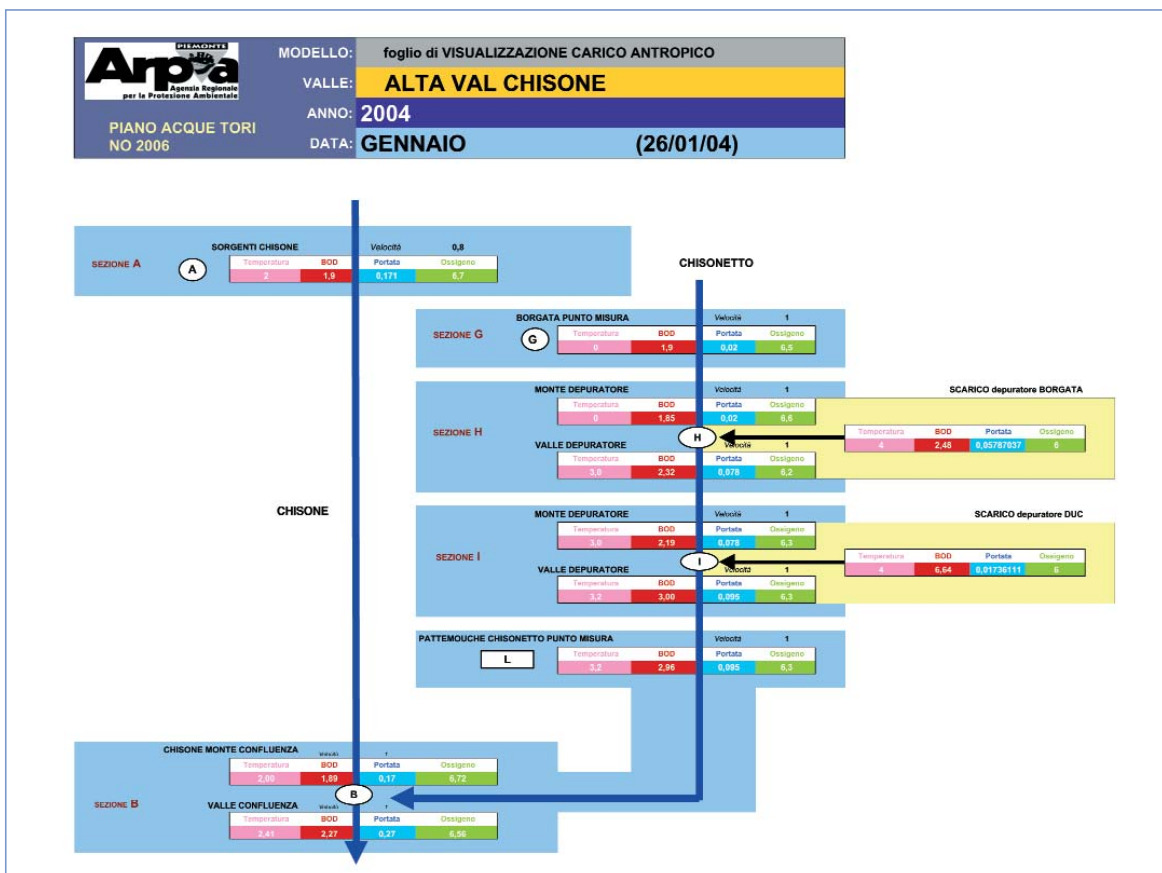 PIEMONTE
Arpa
Agenzia Regionale
per la Protezione Ambientale
PIANO ACQUE TORI
NO 2006
MODELLO: foglio di VISUALIZZAZIONE CARICO ANTROPICO
VALLE: ALTA VAL CHISONE
ANNO: 2004
DATA: GENNAIO (26/01/04)
SORGENTI CHISONE Velocità 0,8
SEZIONE A
A
Temperatura BOD Portata Ossigeno
2 1,9 0,171 6,7
CHISONETTO
BORGATA PUNTO MISURA Velocità 1
SEZIONE G
G
Temperatura BOD Portata Ossigeno
0 1,9 0,02 6,5
MONTE DEPURATORE Velocità 1
SCARICO depuratore BORGATA
Temperatura BOD Portata Ossigeno
0 1,85 0,02 6,6
SEZIONE H
H
Temperatura BOD Portata Ossigeno
4 2,48 0,05787037 6
VALLE DEPURATORE Velocità 1
Temperatura BOD Portata Ossigeno
3,0 2,32 0,078 6,2
CHISONE
MONTE DEPURATORE Velocità 1
SCARICO depuratore DUC
Temperatura BOD Portata Ossigeno
3,0 2,19 0,078 6,3
SEZIONE I
I
Temperatura BOD Portata Ossigeno
4 6,64 0,01736111 6
VALLE DEPURATORE Velocità 1
Temperatura BOD Portata Ossigeno
3,2 3,00 0,095 6,3
PATTEMOUCHE CHISONETTO PUNTO MISURA Velocità 1
L
Temperatura BOD Portata Ossigeno
3,2 2,96 0,095 6,3
CHISONE MONTE CONFLUENZA Velocità 1
Temperatura BOD Portata Ossigeno
2,00 1,89 0,17 6,72
SEZIONE B
B
VALLE CONFLUENZA Velocità 1
Temperatura BOD Portata Ossigeno
2,41 2,27 0,27 6,56